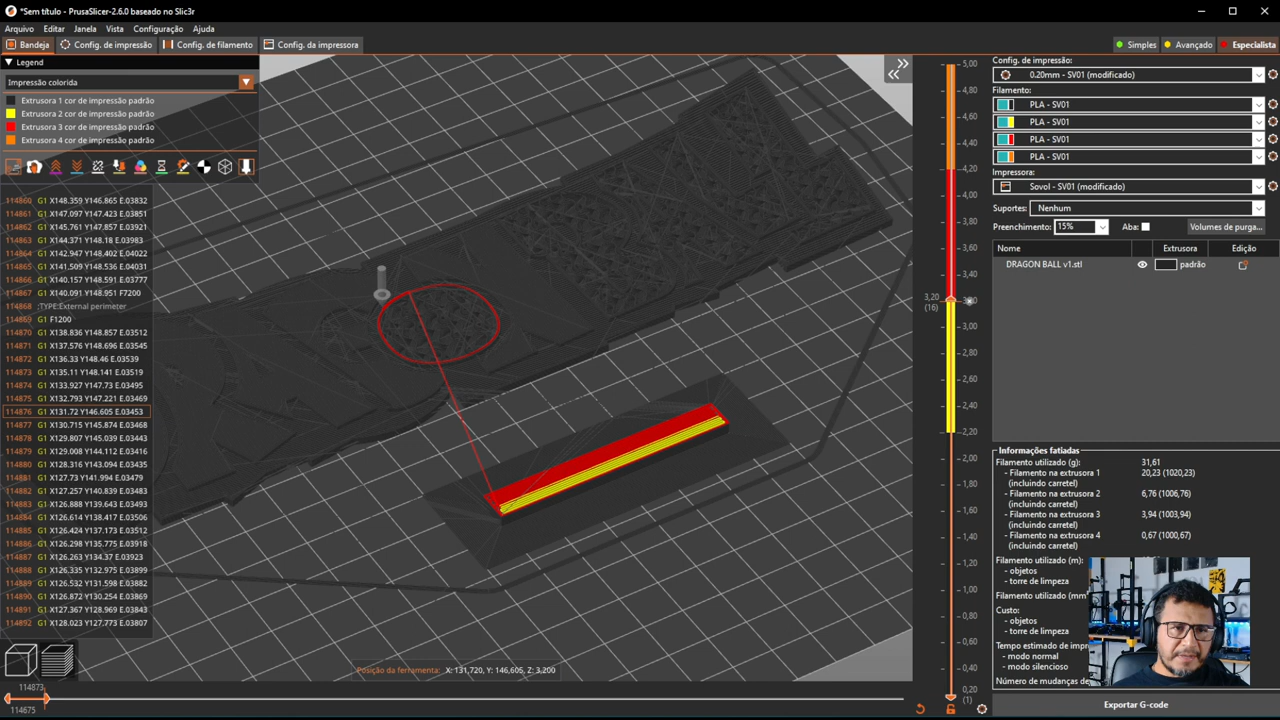 *Sem título - PrusaSlicer-2.6.0 baseado no Slic3r
Arquivo Editar Janela Vista Configuração Ajuda
Bandeja Config. de impressão Config. de filamento Config. da impressora Simples Avançado Especialista
Legend
Impressão colorida
Extrusora 1 cor de impressão padrão
Extrusora 2 cor de impressão padrão
Extrusora 3 cor de impressão padrão
Extrusora 4 cor de impressão padrão
114860 G1 X148.359 Y146.865 E.03832
114861 G1 X147.097 Y147.423 E.03851
114862 G1 X145.761 Y147.857 E.03921
114863 G1 X144.371 Y148.18 E.03983
114864 G1 X142.947 Y148.402 E.04022
114865 G1 X141.509 Y148.536 E.04031
114866 G1 X140.157 Y148.591 E.03777
114867 G1 X140.091 Y148.951 F7200
114868 ;TYPE:External perimeter
114869 G1 F1200
114870 G1 X138.836 Y148.857 E.03512
114871 G1 X137.576 Y148.698 E.03545
114872 G1 X136.33 Y148.46 E.03539
114873 G1 X135.11 Y148.141 E.03519
114874 G1 X133.927 Y147.73 E.03495
114875 G1 X132.793 Y147.221 E.03469
114876 G1 X131.72 Y146.605 E.03453
114877 G1 X130.715 Y145.874 E.03468
114878 G1 X129.807 Y145.039 E.03443
114879 G1 X129.008 Y144.112 E.03416
114880 G1 X128.316 Y143.094 E.03435
114881 G1 X127.73 Y141.994 E.03479
114882 G1 X127.257 Y140.839 E.03483
114883 G1 X126.888 Y139.643 E.03493
114884 G1 X126.614 Y138.417 E.03506
114885 G1 X126.424 Y137.173 E.03512
114886 G1 X126.298 Y135.775 E.03918
114887 G1 X126.263 Y134.37 E.03923
114888 G1 X126.335 Y132.975 E.03899
114889 G1 X126.532 Y131.598 E.03882
114890 G1 X126.872 Y130.254 E.03869
114891 G1 X127.367 Y128.969 E.03843
114892 G1 X128.023 Y127.773 E.03807
114873
114675
Posição da ferramenta: X: 131,720, Y: 146,605, Z: 3,200
5,00
4,80
4,60
4,40
4,20
4,00
3,80
3,60
3,40
3,20
(16)
3,00
2,80
2,60
2,40
2,20
2,00
1,80
1,60
1,40
1,20
1,00
0,80
0,60
0,40
0,20
(1)
Config. de impressão:
0.20mm - SV01 (modificado)
Filamento:
PLA - SV01
PLA - SV01
PLA - SV01
PLA - SV01
Impressora:
Sovol - SV01 (modificado)
Suportes: Nenhum
Preenchimento: 15% Aba: Volumes de purga...
Nome Extrusora Edição
DRAGON BALL v1.stl padrão
Informações fatiadas
Filamento utilizado (g): 31,61
- Filamento na extrusora 1 20,23 (1020,23)
(incluindo carretel)
- Filamento na extrusora 2 6,76 (1006,76)
(incluindo carretel)
- Filamento na extrusora 3 3,94 (1003,94)
(incluindo carretel)
- Filamento na extrusora 4 0,67 (1000,67)
(incluindo carretel)
Filamento utilizado (m):
- objetos
- torre de limpeza
Filamento utilizado (mm
Custo:
- objetos
- torre de limpeza
Tempo estimado de impre
- modo normal
- modo silencioso
Número de mudanças de
Exportar G-code